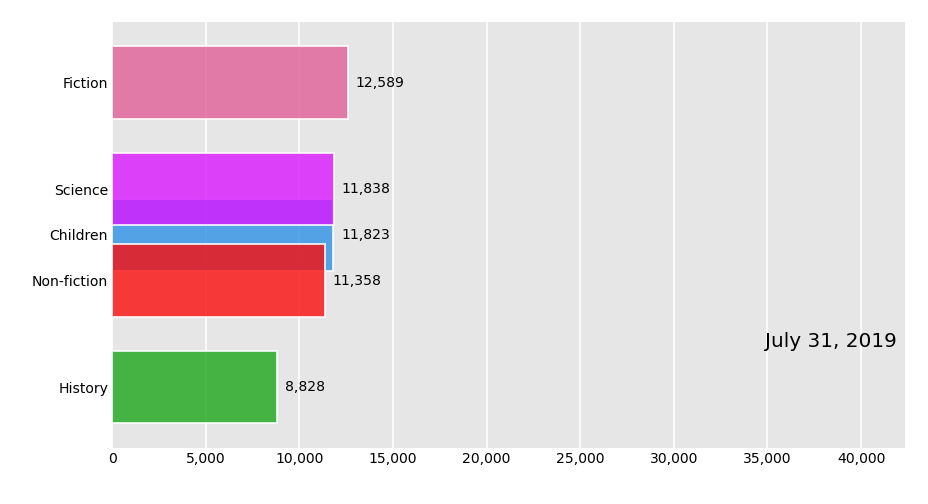 Fiction 12,589
Science 11,838
Children 11,823
Non-fiction 11,358
July 31, 2019
History 8,828
0 5,000 10,000 15,000 20,000 25,000 30,000 35,000 40,000